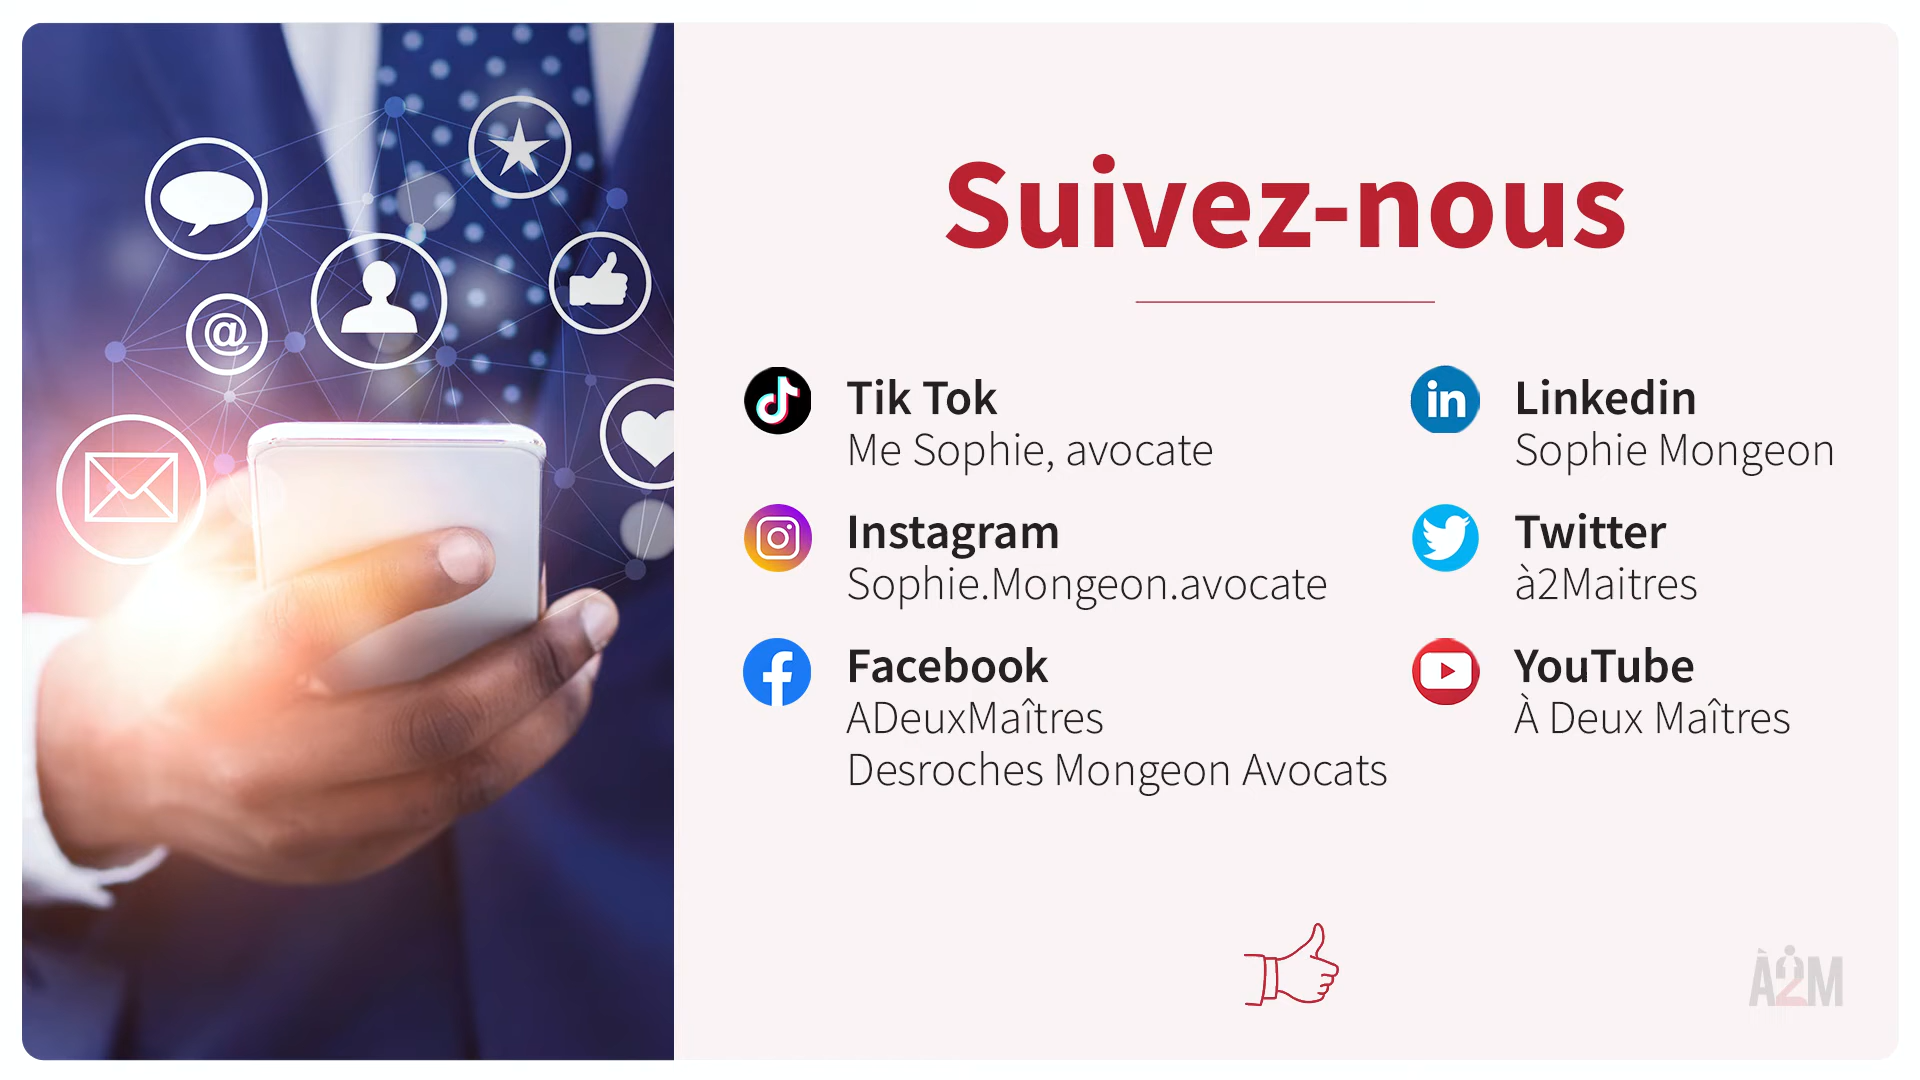 Suivez-nous
Tik Tok
Me Sophie, avocate
Instagram
Sophie.Mongeon.avocate
Facebook
ADeuxMaîtres
Desroches Mongeon Avocats
Linkedin
Sophie Mongeon
Twitter
à2Maitres
YouTube
À Deux Maîtres
À2M